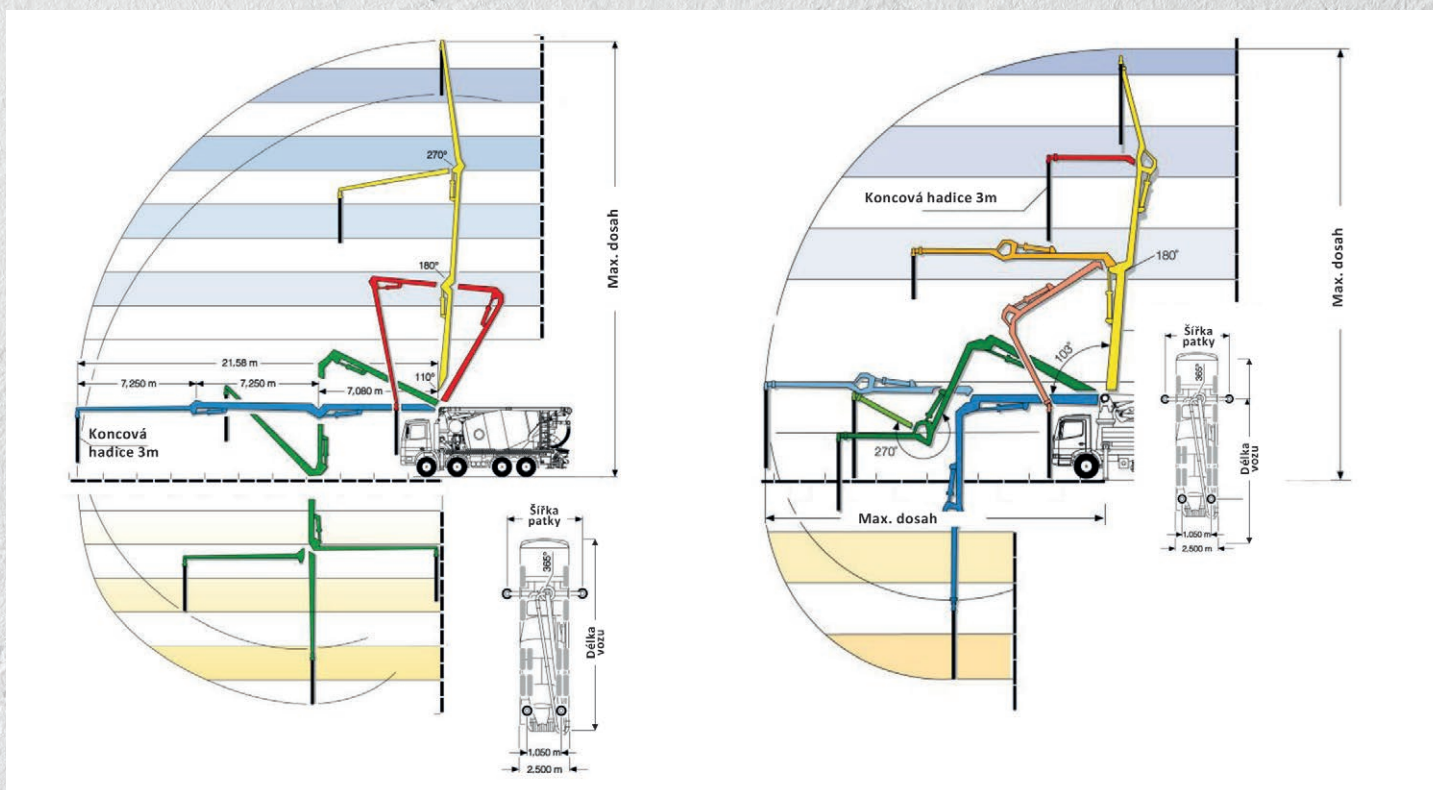 270°
180°
110°
21,58 m
7,250 m
7,250 m
7,080 m
Koncová
hadice 3m
Max. dosah
Šířka
patky
365°
Délka
vozu
1,050 m
2,500 m
Koncová hadice 3m
180°
103°
270°
Max. dosah
Max. dosah
Šířka
patky
365°
Délka
vozu
1,050 m
2,500 m